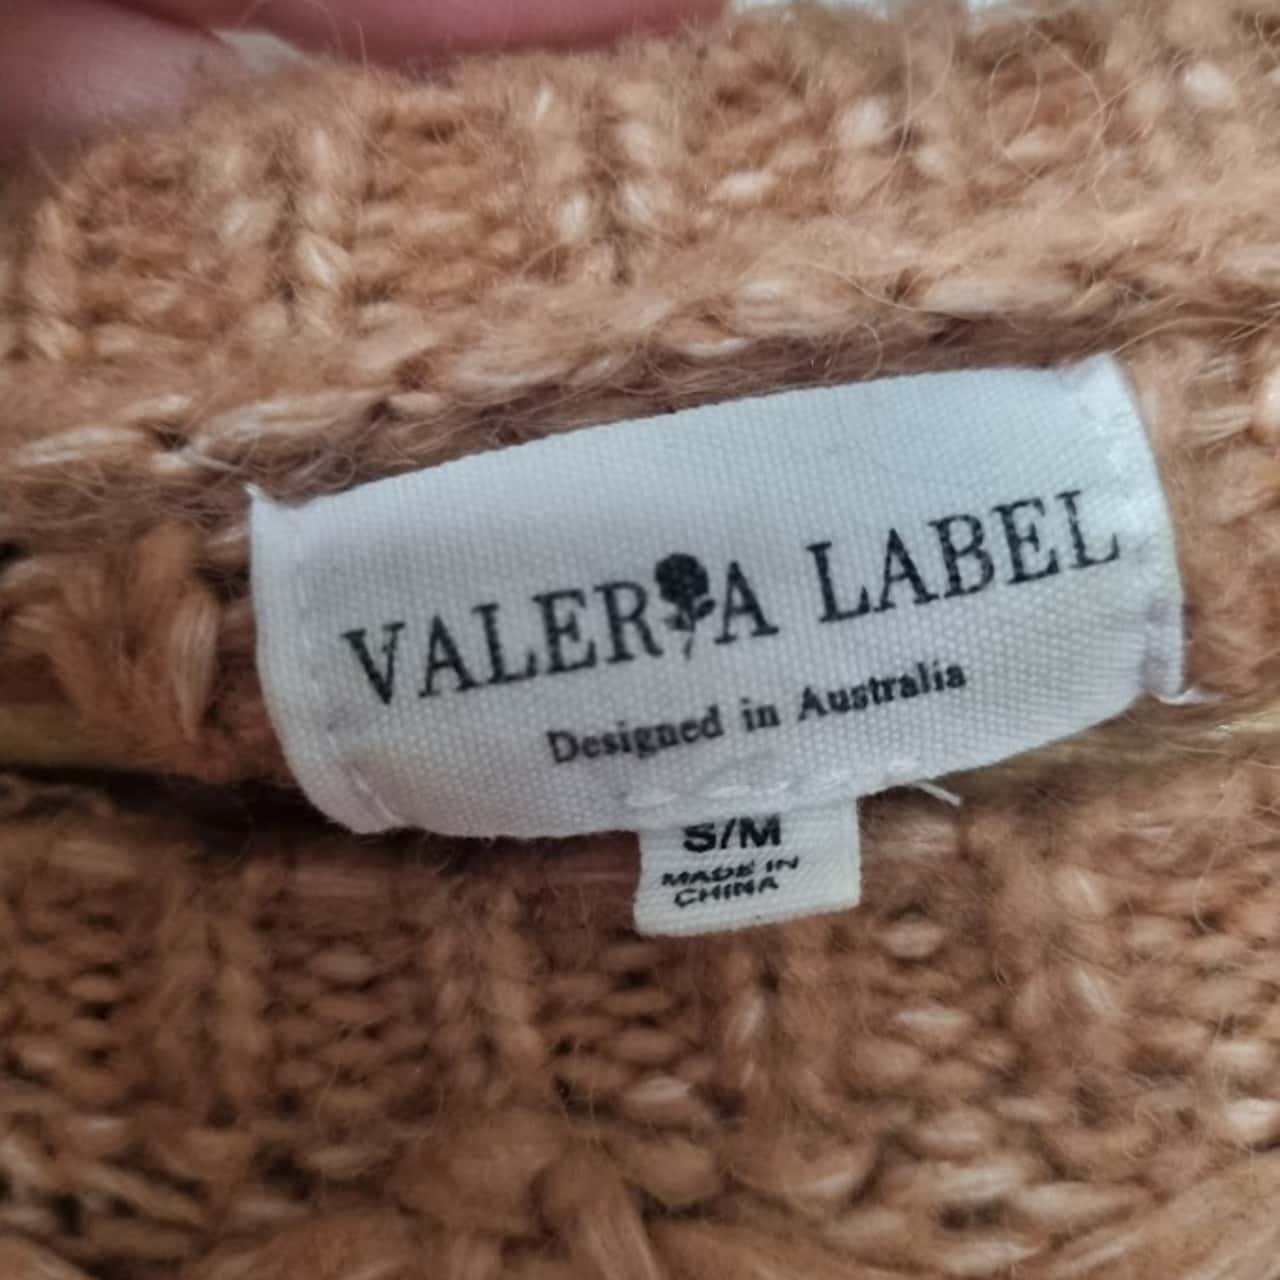 VALERIA LABEL
Designed in Australia
S/M
MADE IN
CHINA